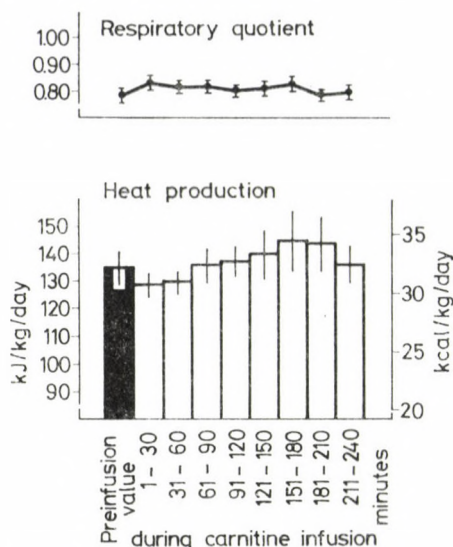 Respiratory quotient
1.00
0.90
0.80
Heat production
150
140
130
120
110
100
90
kJ/kg/day
35
30
25
20
kcal/kg/day
Preinfusion
value
1 - 30
31 - 60
61 - 90
91 - 120
121 - 150
151 - 180
181 - 210
211 - 240
minutes
during carnitine infusion